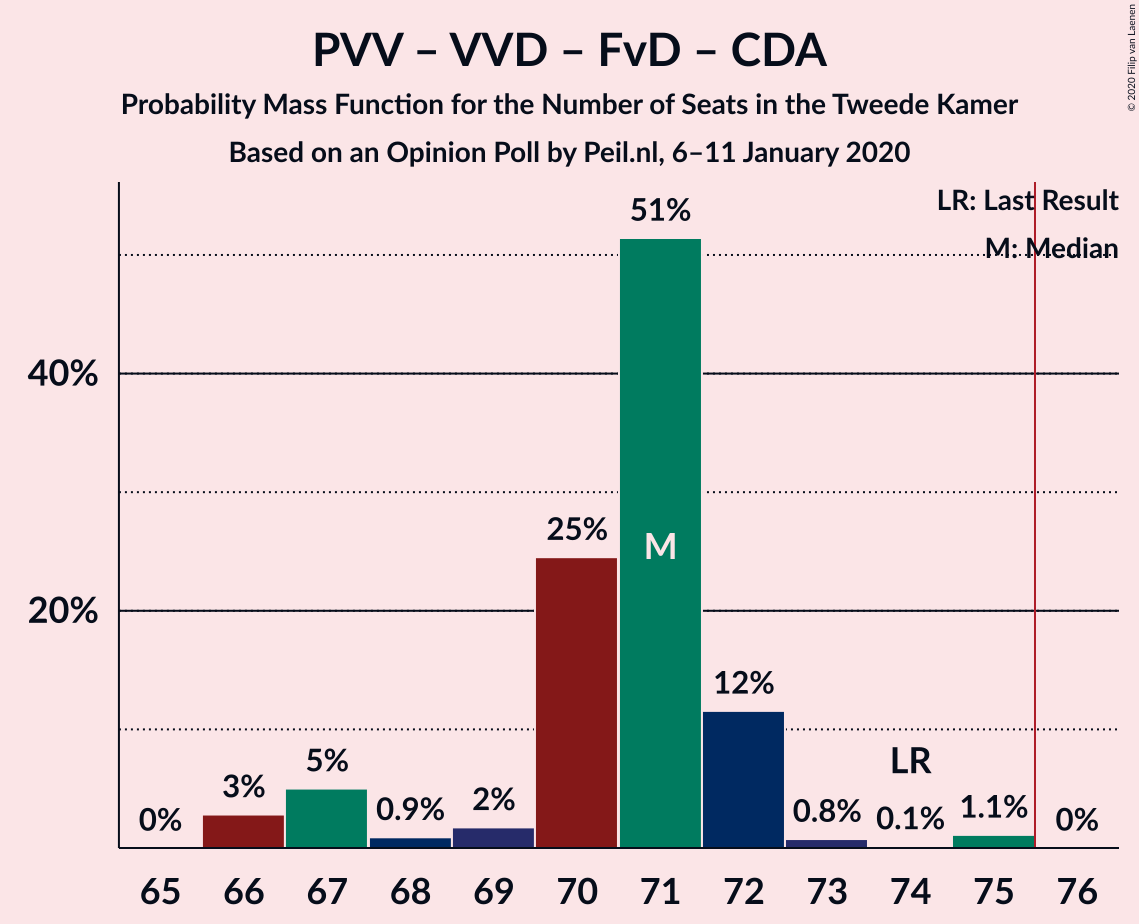 PVV – VVD – FvD – CDA
Probability Mass Function for the Number of Seats in the Tweede Kamer
Based on an Opinion Poll by Peil.nl, 6–11 January 2020
© 2020 Filip van Laenen
LR: Last Result
M: Median
51%
40%
25%
M
20%
12%
LR
5%
3%
0.9%
2%
0.8%
0.1%
1.1%
0%
0%
65 66 67 68 69 70 71 72 73 74 75 76